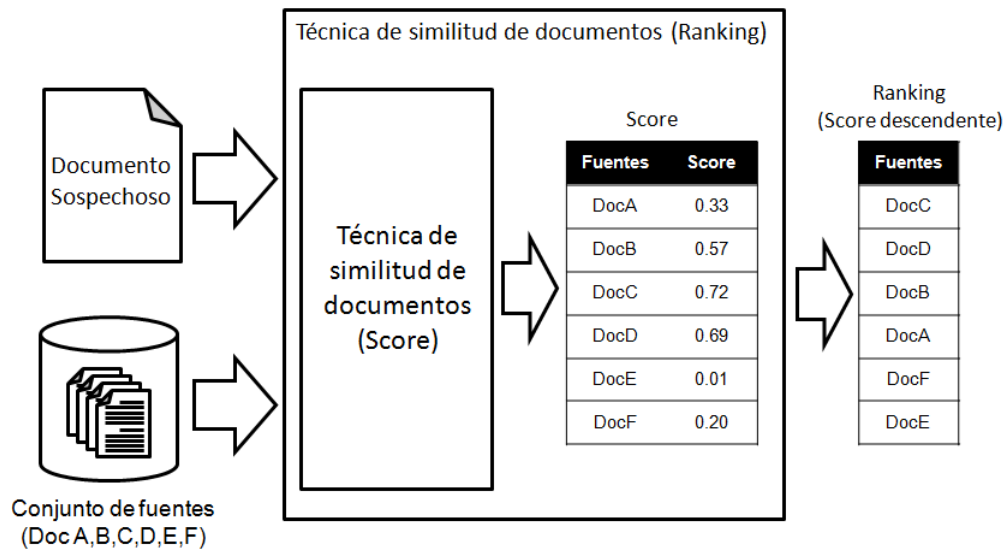 Técnica de similitud de documentos (Ranking)
Documento
Sospechoso
Conjunto de fuentes
(Doc A,B,C,D,E,F)
Técnica de
similitud de
documentos
(Score)
Score
Fuentes Score
DocA 0.33
DocB 0.57
DocC 0.72
DocD 0.69
DocE 0.01
DocF 0.20
Ranking
(Score descendente)
Fuentes
DocC
DocD
DocB
DocA
DocF
DocE